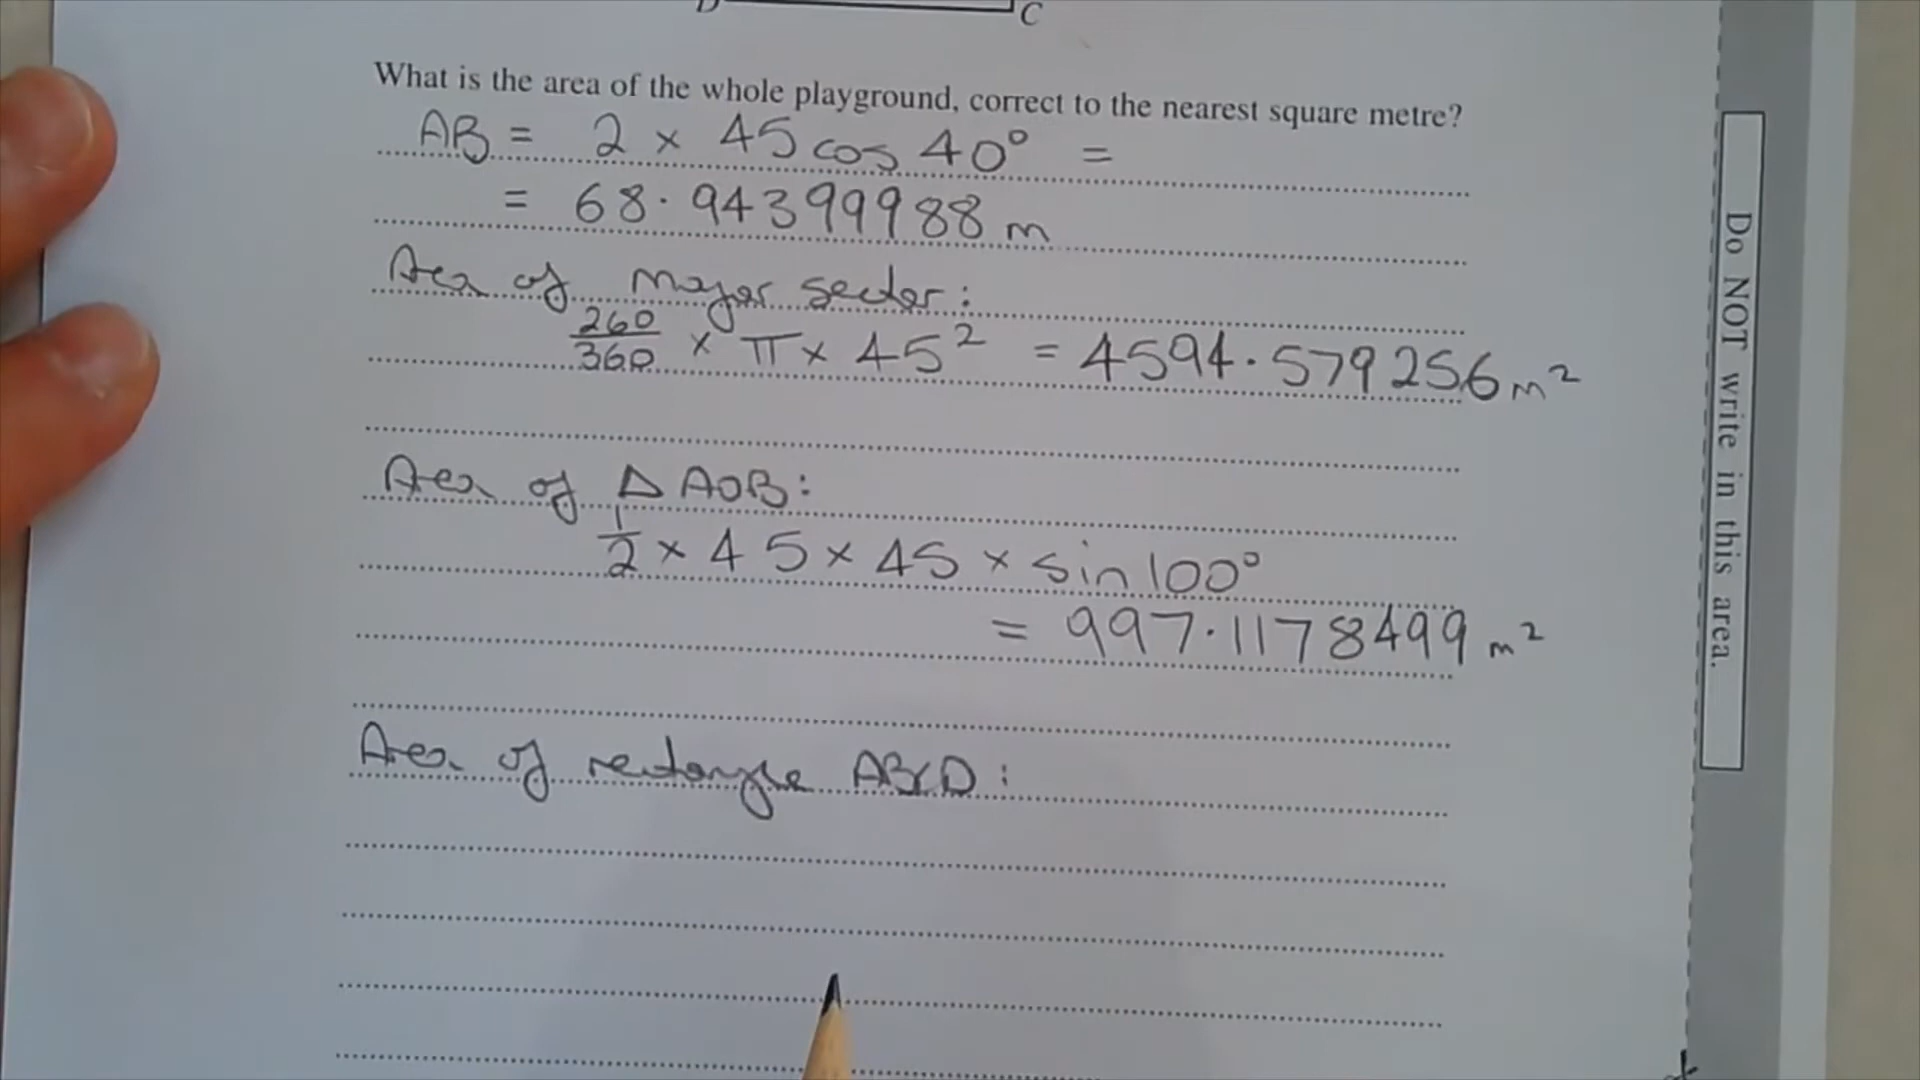 D C
What is the area of the whole playground, correct to the nearest square metre?
AB = 2 × 45 cos 40° =
= 68.94399988 m
Area of major sector:
260/360 × π × 45² = 4594.579256 m²
Area of △ AOB:
1/2 × 45 × 45 × sin 100°
= 997.1178499 m²
Area of rectangle ABCD:
Do NOT write in this area.